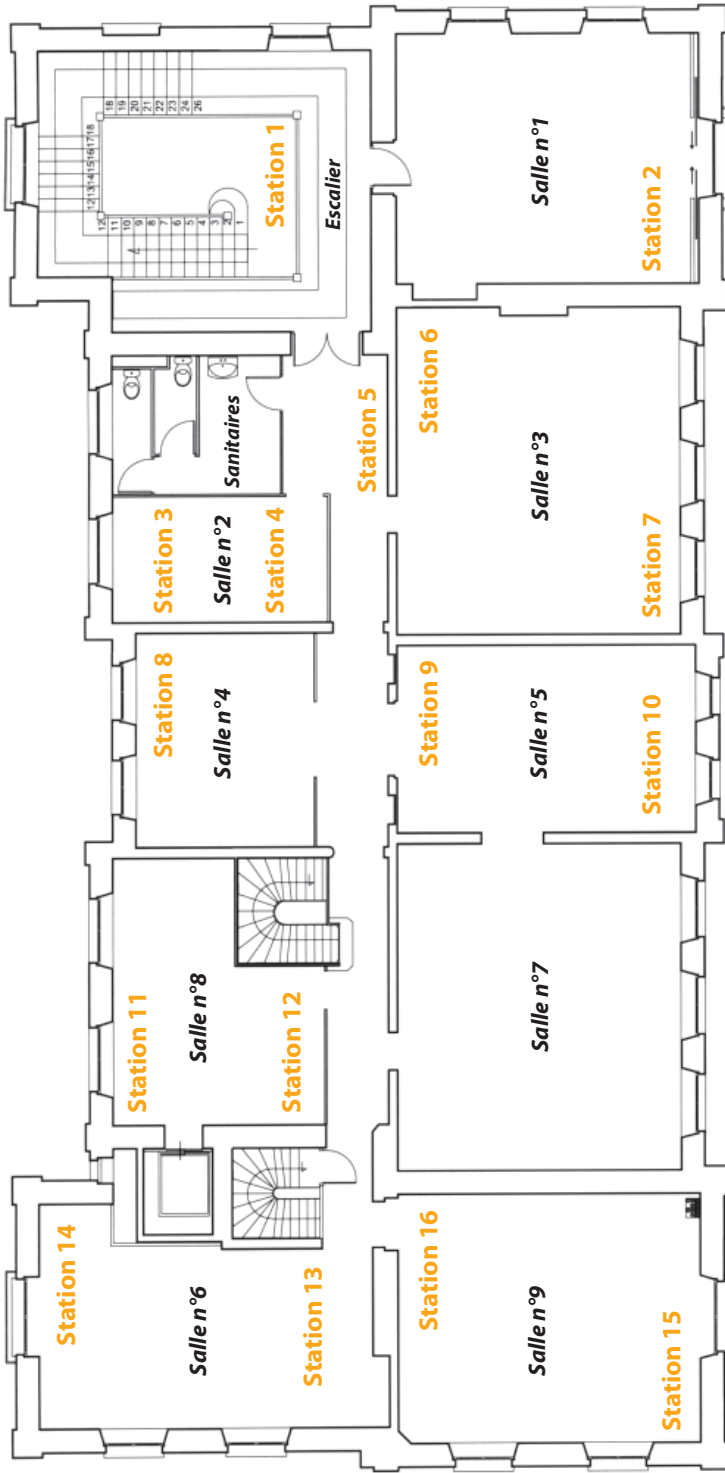 Station 1
Escalier
Salle n°1
Station 2
18
19
20
21
22
23
24
26
12 13 14 15 16 17 18
12
11
10
9
8
7
6
5
4
3
2
1
Station 3
Salle n°2
Station 4
Sanitaires
Station 5
Station 6
Salle n°3
Station 7
Station 8
Salle n°4
Station 9
Salle n°5
Station 10
Station 11
Salle n°8
Station 12
Salle n°7
Station 14
Salle n°6
Station 13
Station 16
Salle n°9
Station 15